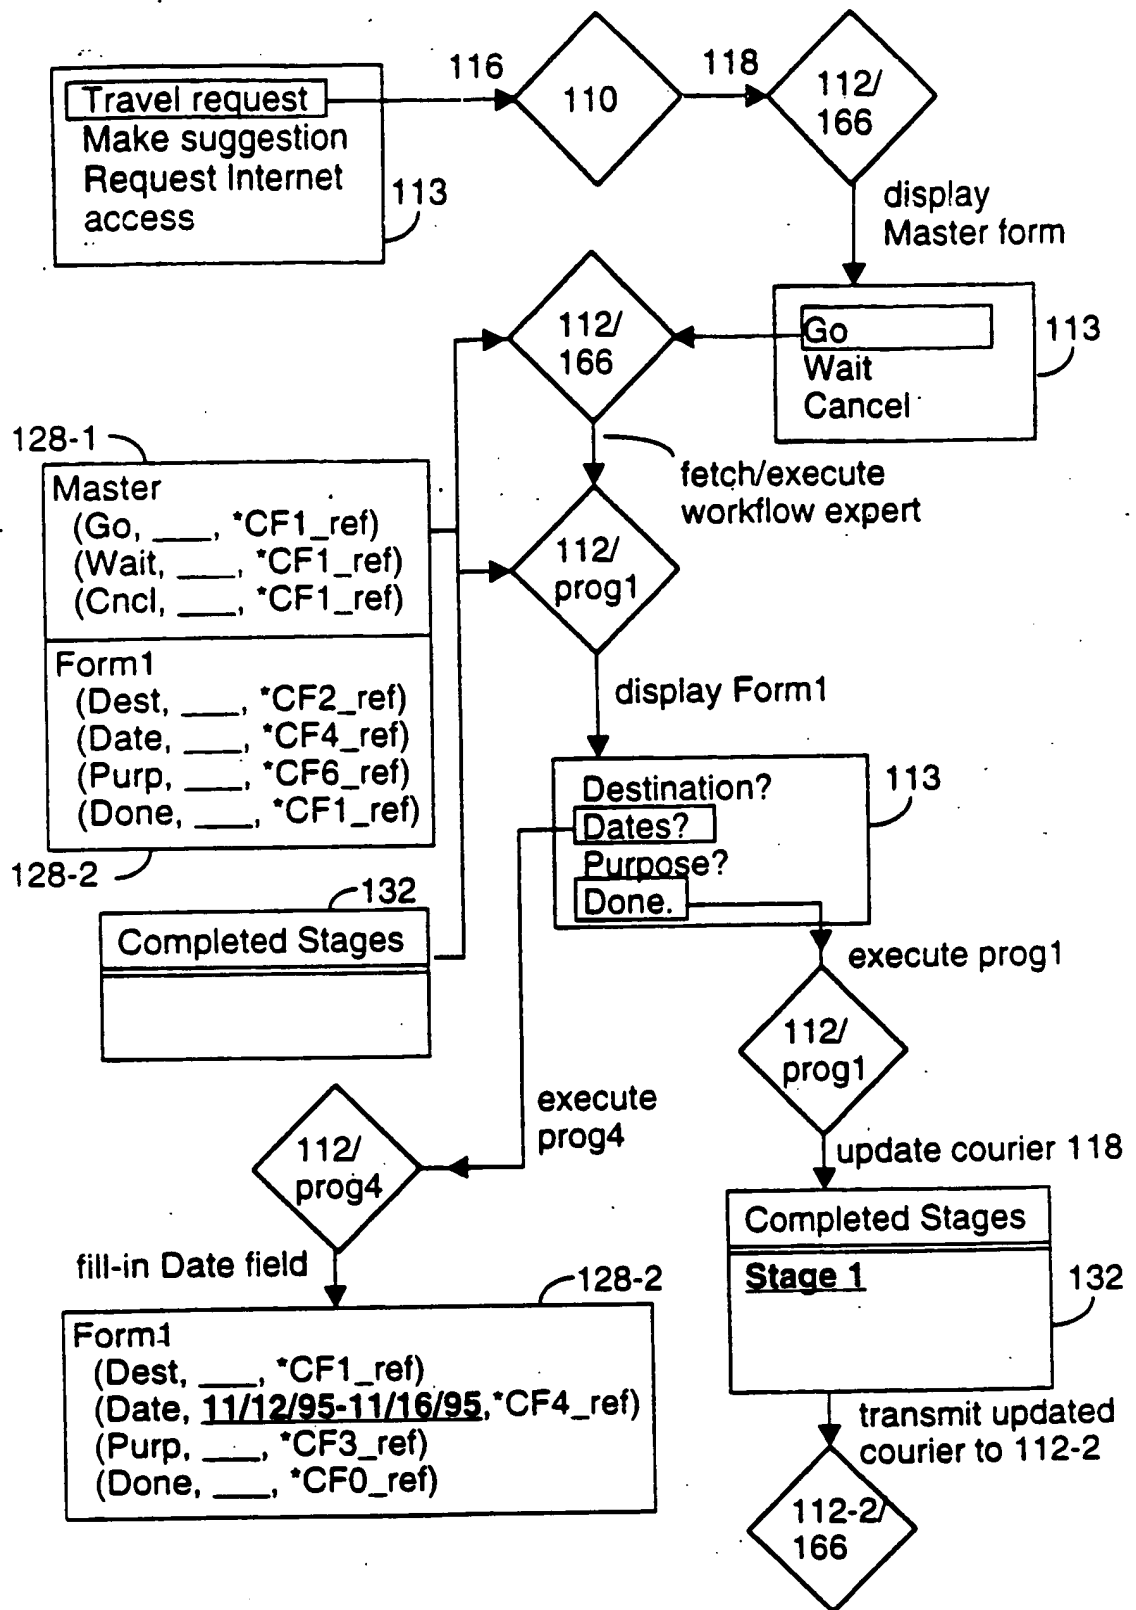 Travel request
Make suggestion
Request Internet
access
113
116
110
118
112/
166
display
Master form
Go
Wait
Cancel
113
112/
166
fetch/execute
workflow expert
128-1
Master
(Go, ___, *CF1_ref)
(Wait, ___, *CF1_ref)
(Cncl, ___, *CF1_ref)
Form1
(Dest, ___, *CF2_ref)
(Date, ___, *CF4_ref)
(Purp, ___, *CF6_ref)
(Done, ___, *CF1_ref)
128-2
112/
prog1
display Form1
Destination?
Dates?
Purpose?
Done.
113
132
Completed Stages
execute prog1
112/
prog1
execute
prog4
112/
prog4
update courier 118
Completed Stages
Stage 1
132
fill-in Date field
128-2
Form1
(Dest, ___, *CF1_ref)
(Date, 11/12/95-11/16/95,*CF4_ref)
(Purp, ___, *CF3_ref)
(Done, ___, *CF0_ref)
transmit updated
courier to 112-2
112-2/
166